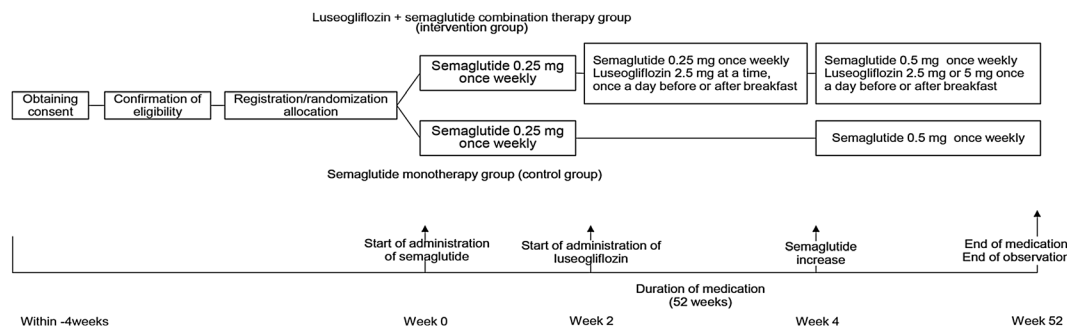 Luseogliflozin + semaglutide combination therapy group
(intervention group)
Obtaining
consent
Confirmation of
eligibility
Registration/randomization
allocation
Semaglutide 0.25 mg
once weekly
Semaglutide 0.25 mg once weekly
Luseogliflozin 2.5 mg at a time,
once a day before or after breakfast
Semaglutide 0.5 mg once weekly
Luseogliflozin 2.5 mg or 5 mg once
a day before or after breakfast
Semaglutide 0.25 mg
once weekly
Semaglutide 0.5 mg once weekly
Semaglutide monotherapy group (control group)
Start of administration
of semaglutide
Start of administration of
luseogliflozin
Semaglutide
increase
End of medication
End of observation
Duration of medication
(52 weeks)
Within -4weeks
Week 0
Week 2
Week 4
Week 52